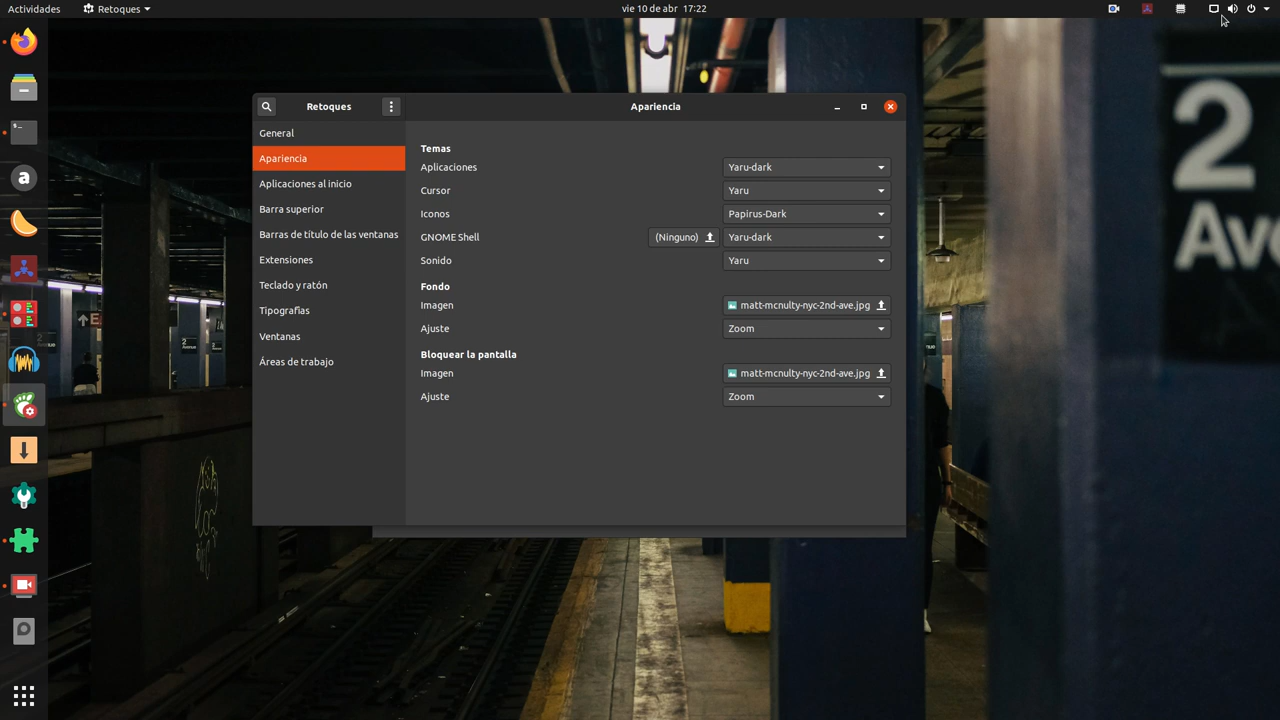 Actividades
Retoques
vie 10 de abr 17:22
Retoques
Apariencia
General
Apariencia
Aplicaciones al inicio
Barra superior
Barras de título de las ventanas
Extensiones
Teclado y ratón
Tipografías
Ventanas
Áreas de trabajo
Temas
Aplicaciones
Yaru-dark
Cursor
Yaru
Iconos
Papirus-Dark
GNOME Shell
(Ninguno)
Yaru-dark
Sonido
Yaru
Fondo
Imagen
matt-mcnulty-nyc-2nd-ave.jpg
Ajuste
Zoom
Bloquear la pantalla
Imagen
matt-mcnulty-nyc-2nd-ave.jpg
Ajuste
Zoom
2
Ave